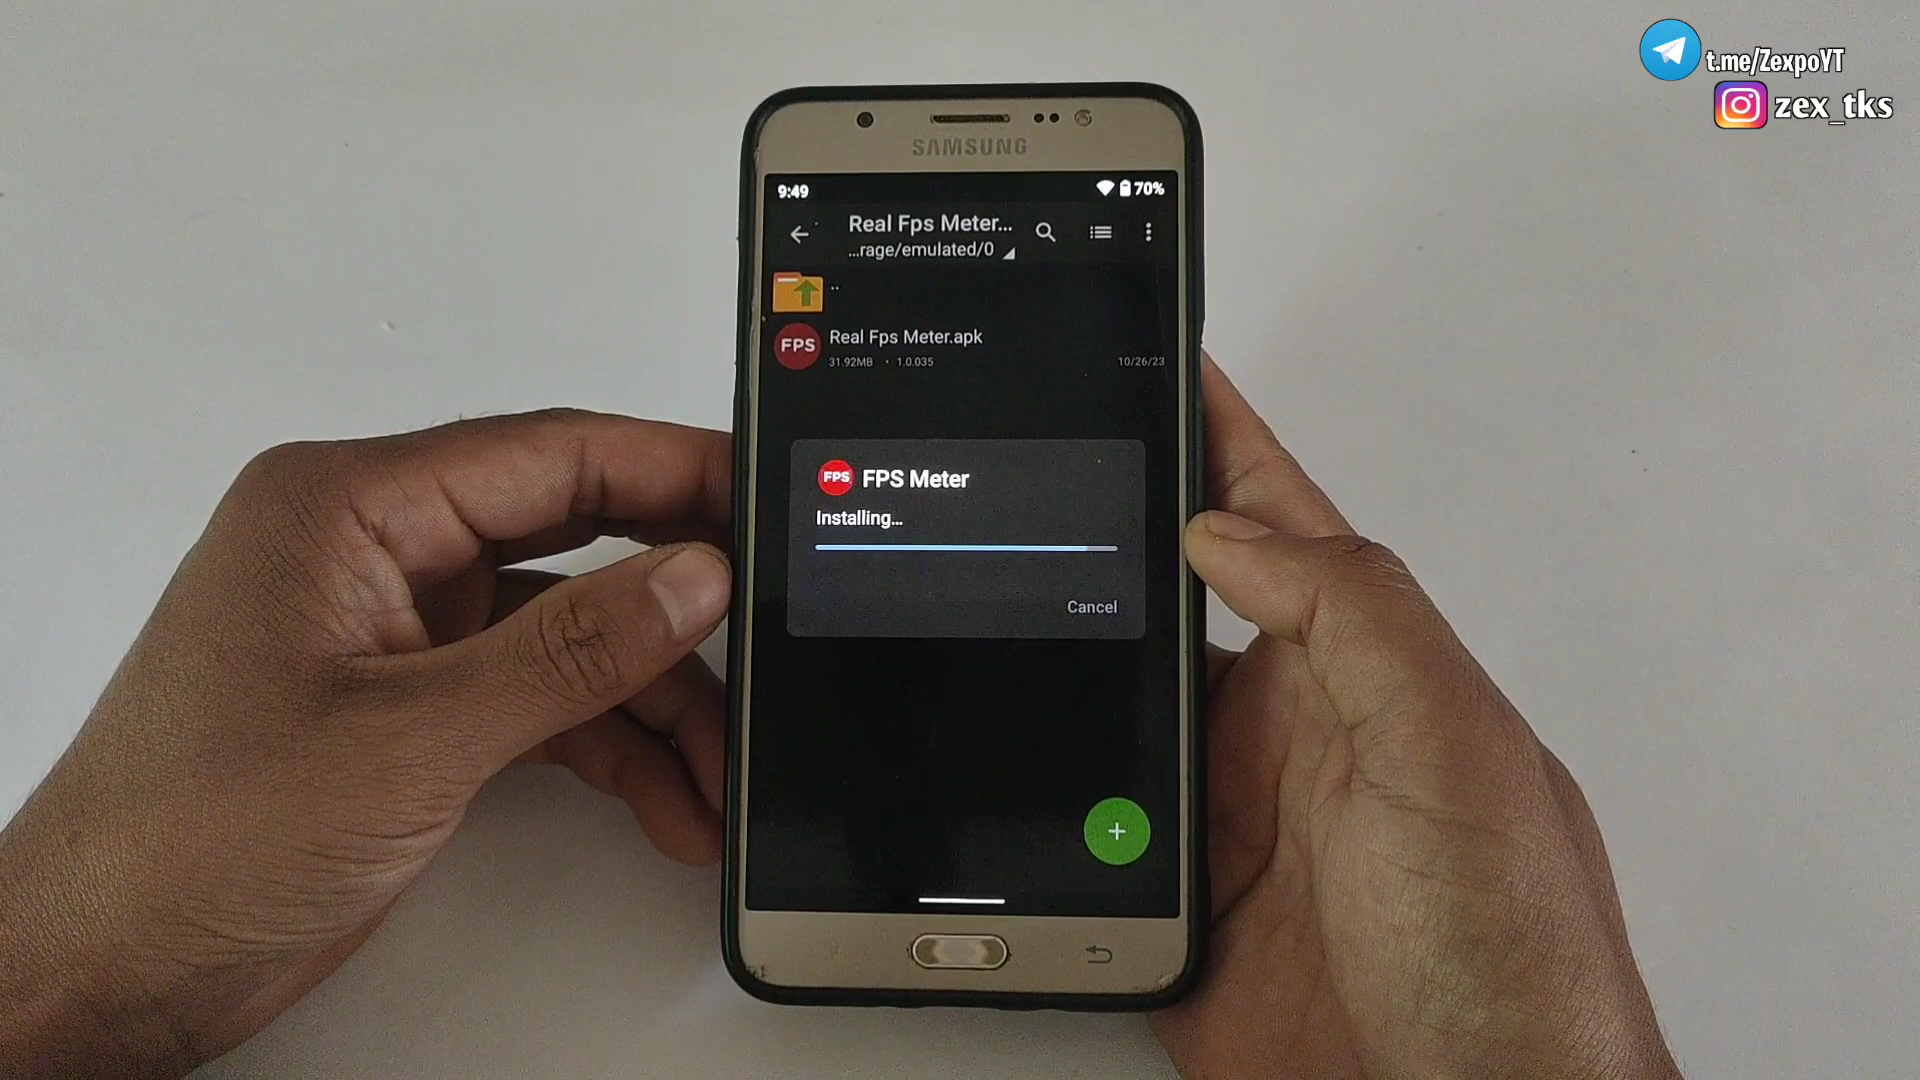 t.me/ZexpoYT
zex_tks
SAMSUNG
9:49
70%
Real Fps Meter...
...rage/emulated/0
..
FPS
Real Fps Meter.apk
31.92MB • 1.0.035
10/26/23
FPS
FPS Meter
Installing...
Cancel